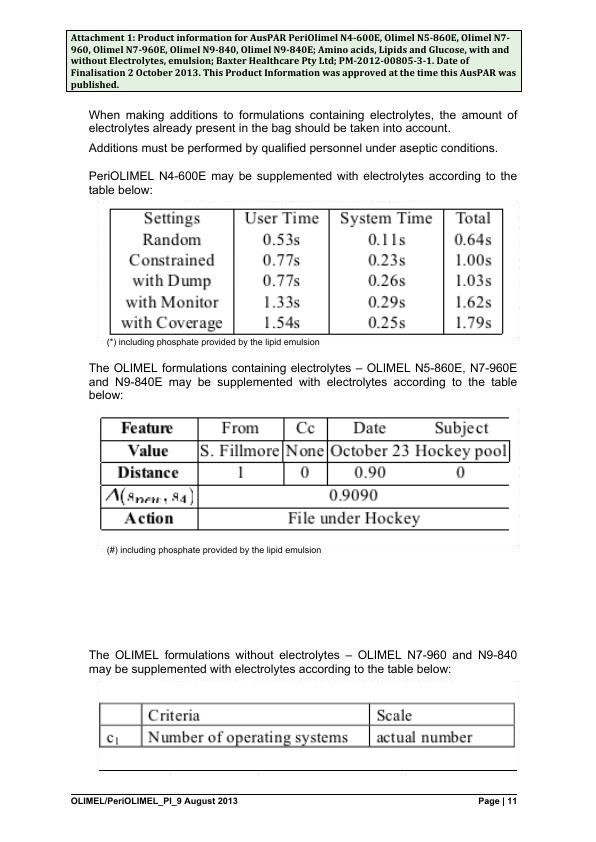 Attachment 1: Product information for AusPAR PeriOlimel N4-600E, Olimel N5-860E, Olimel N7-
960, Olimel N7-960E, Olimel N9-840, Olimel N9-840E; Amino acids, Lipids and Glucose, with and
without Electrolytes, emulsion; Baxter Healthcare Pty Ltd; PM-2012-00805-3-1. Date of
Finalisation 2 October 2013. This Product Information was approved at the time this AusPAR was
published.
When making additions to formulations containing electrolytes, the amount of
electrolytes already present in the bag should be taken into account.
Additions must be performed by qualified personnel under aseptic conditions.
PeriOLIMEL N4-600E may be supplemented with electrolytes according to the
table below:
Settings User Time System Time Total
Random 0.53s 0.11s 0.64s
Constrained 0.77s 0.23s 1.00s
with Dump 0.77s 0.26s 1.03s
with Monitor 1.33s 0.29s 1.62s
with Coverage 1.54s 0.25s 1.79s
(*) including phosphate provided by the lipid emulsion
The OLIMEL formulations containing electrolytes – OLIMEL N5-860E, N7-960E
and N9-840E may be supplemented with electrolytes according to the table
below:
Feature From Cc Date Subject
Value S. Fillmore None October 23 Hockey pool
Distance 1 0 0.90 0
0.9090
Action File under Hockey
(#) including phosphate provided by the lipid emulsion
The OLIMEL formulations without electrolytes – OLIMEL N7-960 and N9-840
may be supplemented with electrolytes according to the table below:
Criteria Scale
c1 Number of operating systems actual number
OLIMEL/PeriOLIMEL_PI_9 August 2013 Page | 11